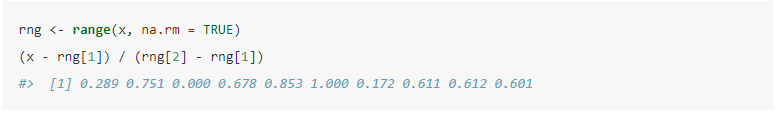 rng <- range(x, na.rm = TRUE)
(x - rng[1]) / (rng[2] - rng[1])
#>  [1] 0.289 0.751 0.000 0.678 0.853 1.000 0.172 0.611 0.612 0.601